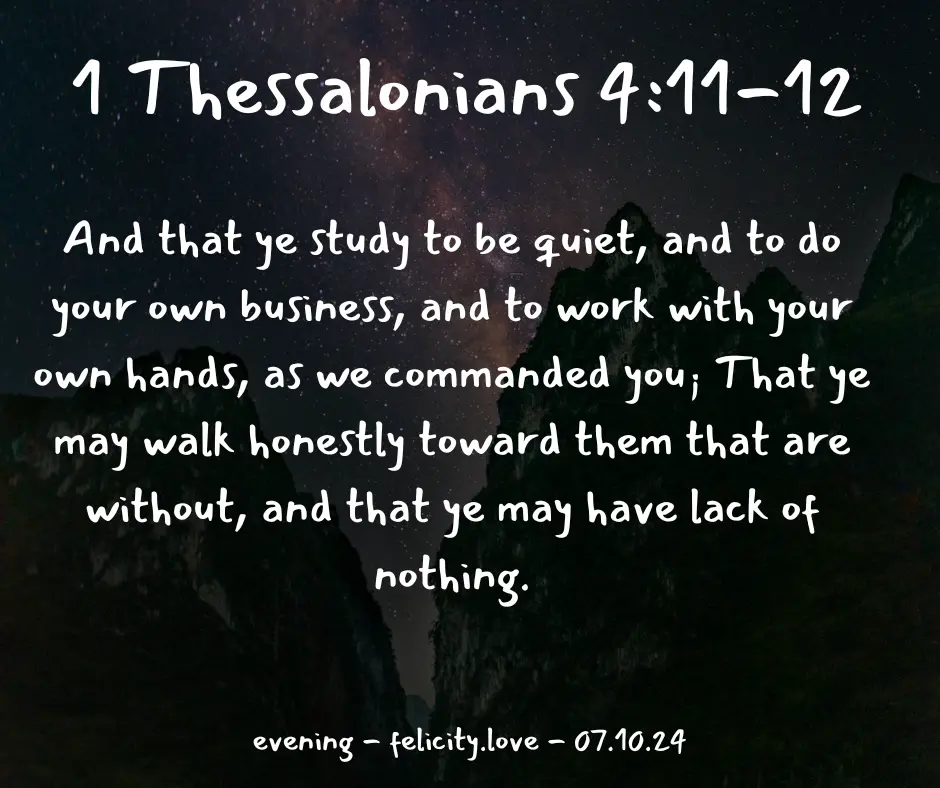 1 Thessalonians 4:11-12
And that ye study to be quiet, and to do
your own business, and to work with your
own hands, as we commanded you; That ye
may walk honestly toward them that are
without, and that ye may have lack of
nothing.
evening - felicity.love - 07.10.24